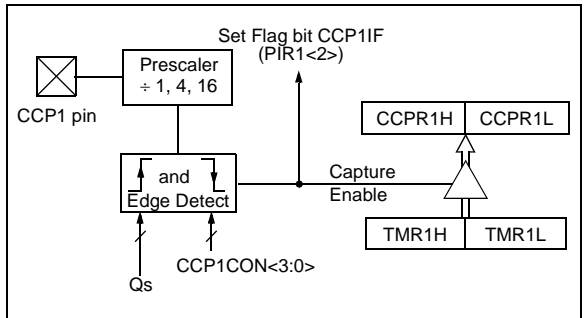 Set Flag bit CCP1IF
(PIR1<2>)
Prescaler
÷ 1, 4, 16
CCP1 pin
CCPR1H
CCPR1L
and
Edge Detect
Capture
Enable
TMR1H
TMR1L
CCP1CON<3:0>
Qs